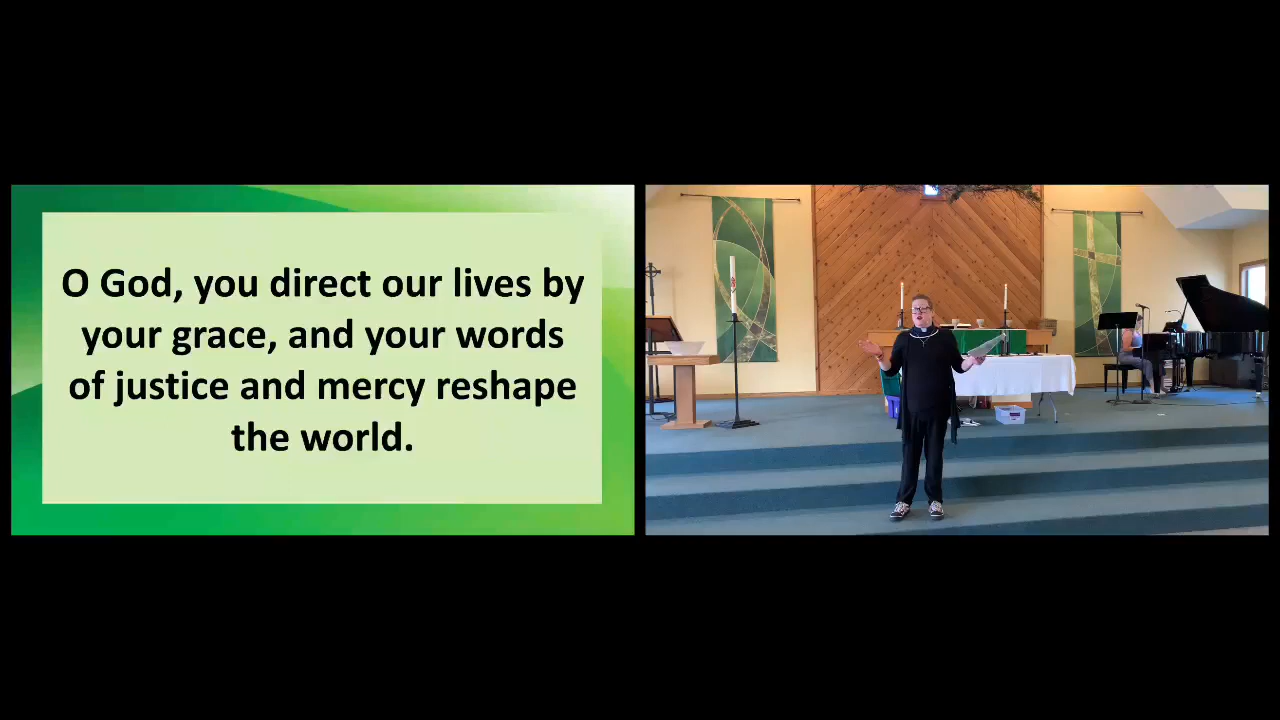 O God, you direct our lives by
your grace, and your words
of justice and mercy reshape
the world.